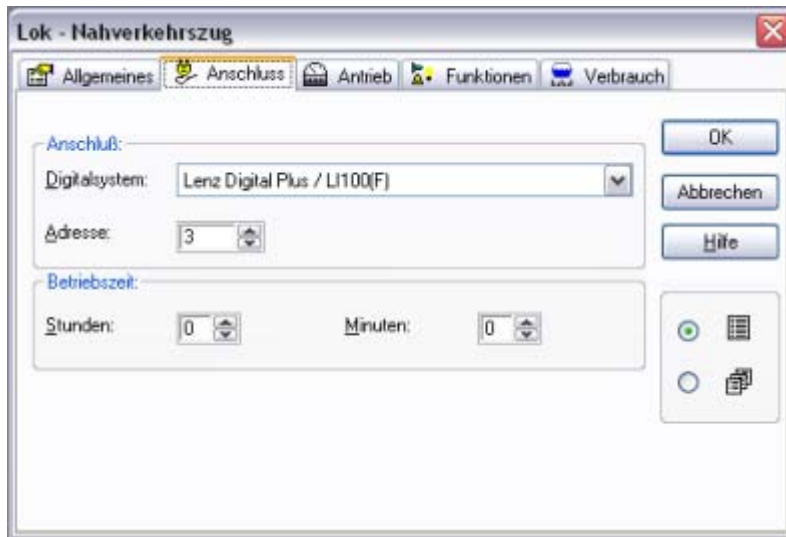 Lok - Nahverkehrszug
Allgemeines Anschluss Antrieb Funktionen Verbrauch
Anschluß:
Digitalsystem: Lenz Digital Plus / LI100(F)
Adresse: 3
Betriebszeit:
Stunden: 0 Minuten: 0
OK
Abbrechen
Hilfe